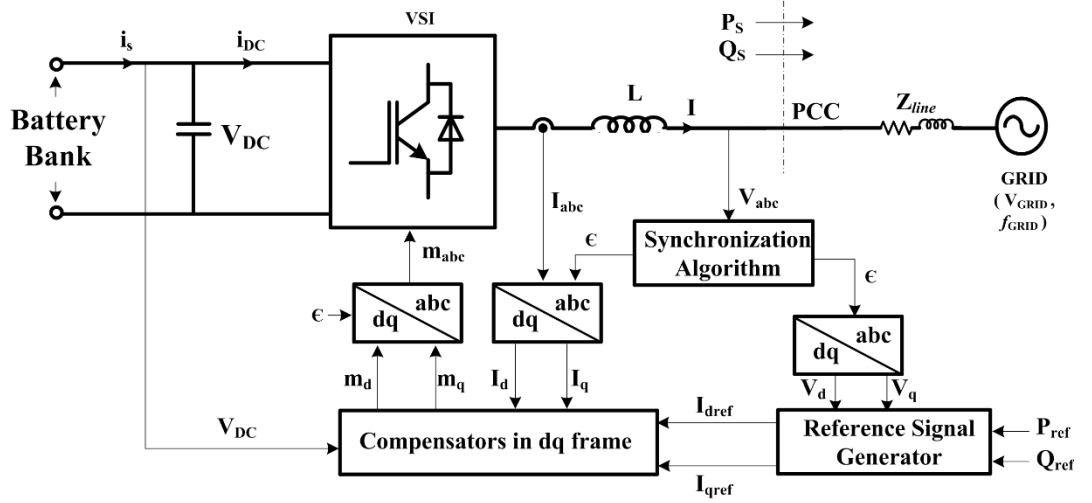 VSI
P_S
Q_S
i_s
i_DC
L
I
PCC
Z_line
Battery
Bank
V_DC
GRID
( V_GRID ,
f_GRID )
I_abc
V_abc
Synchronization
Algorithm
m_abc
Є
Є
Є
abc
dq
abc
dq
abc
dq
m_d
m_q
I_d
I_q
V_d
V_q
V_DC
Compensators in dq frame
I_dref
I_qref
Reference Signal
Generator
P_ref
Q_ref